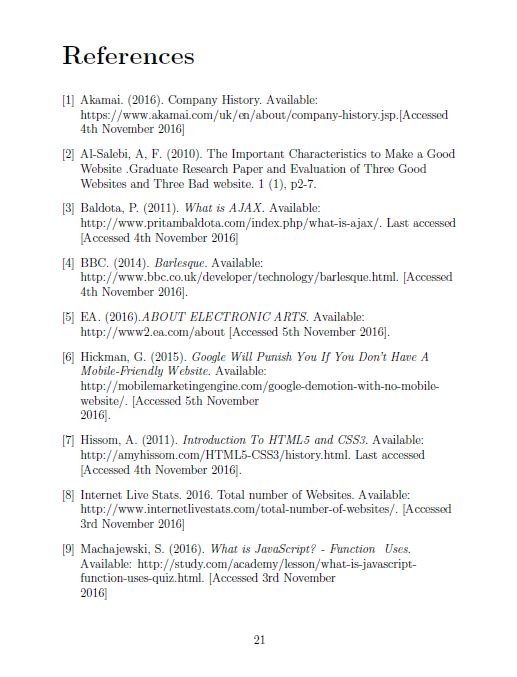 References
[1] Akamai. (2016). Company History. Available:
https://www.akamai.com/uk/en/about/company-history.jsp.[Accessed
4th November 2016]
[2] Al-Salebi, A, F. (2010). The Important Characteristics to Make a Good
Website .Graduate Research Paper and Evaluation of Three Good
Websites and Three Bad website. 1 (1), p2-7.
[3] Baldota, P. (2011). What is AJAX. Available:
http://www.pritambaldota.com/index.php/what-is-ajax/. Last accessed
[Accessed 4th November 2016]
[4] BBC. (2014). Barlesque. Available:
http://www.bbc.co.uk/developer/technology/barlesque.html. [Accessed
4th November 2016].
[5] EA. (2016).ABOUT ELECTRONIC ARTS. Available:
http://www2.ea.com/about [Accessed 5th November 2016].
[6] Hickman, G. (2015). Google Will Punish You If You Don't Have A
Mobile-Friendly Website. Available:
http://mobilemarketingengine.com/google-demotion-with-no-mobile-
website/. [Accessed 5th November
2016].
[7] Hissom, A. (2011). Introduction To HTML5 and CSS3. Available:
http://amyhissom.com/HTML5-CSS3/history.html. Last accessed
[Accessed 4th November 2016].
[8] Internet Live Stats. 2016. Total number of Websites. Available:
http://www.internetlivestats.com/total-number-of-websites/. [Accessed
3rd November 2016]
[9] Machajewski, S. (2016). What is JavaScript? - Function Uses.
Available: http://study.com/academy/lesson/what-is-javascript-
function-uses-quiz.html. [Accessed 3rd November
2016]
21